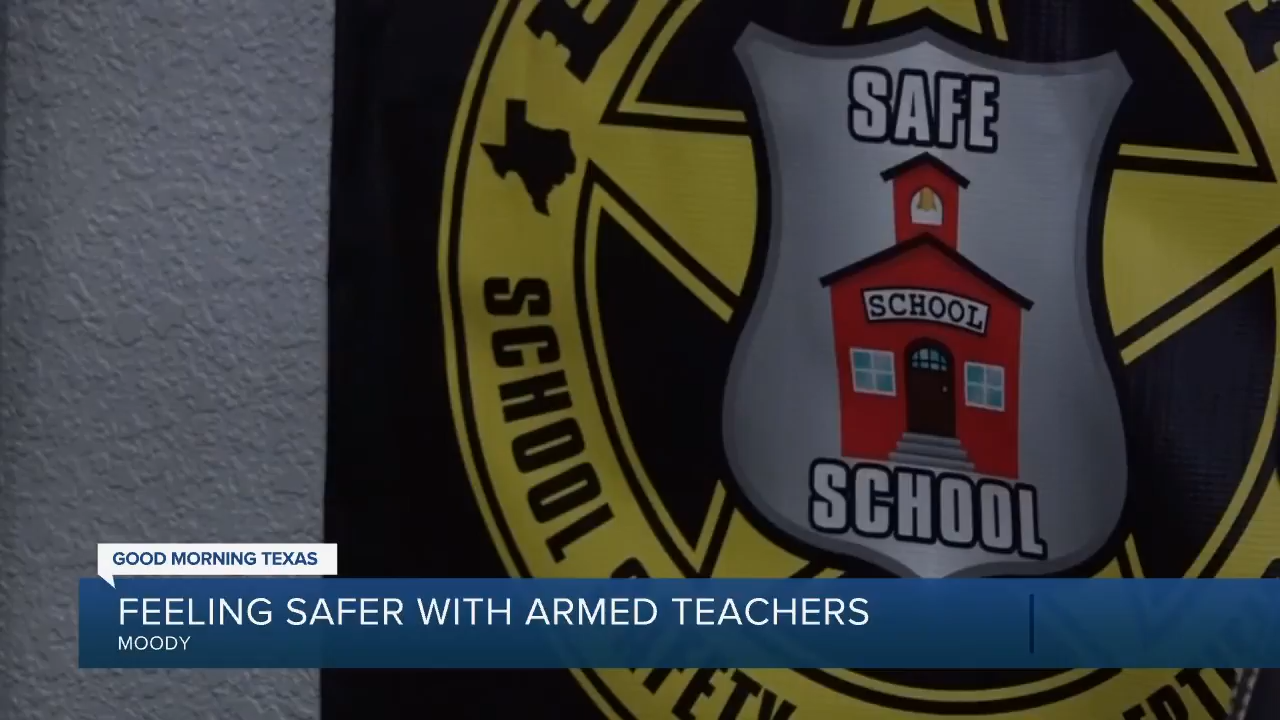 SAFE
SCHOOL
SCHOOL
SCHOOL
GOOD MORNING TEXAS
FEELING SAFER WITH ARMED TEACHERS
MOODY